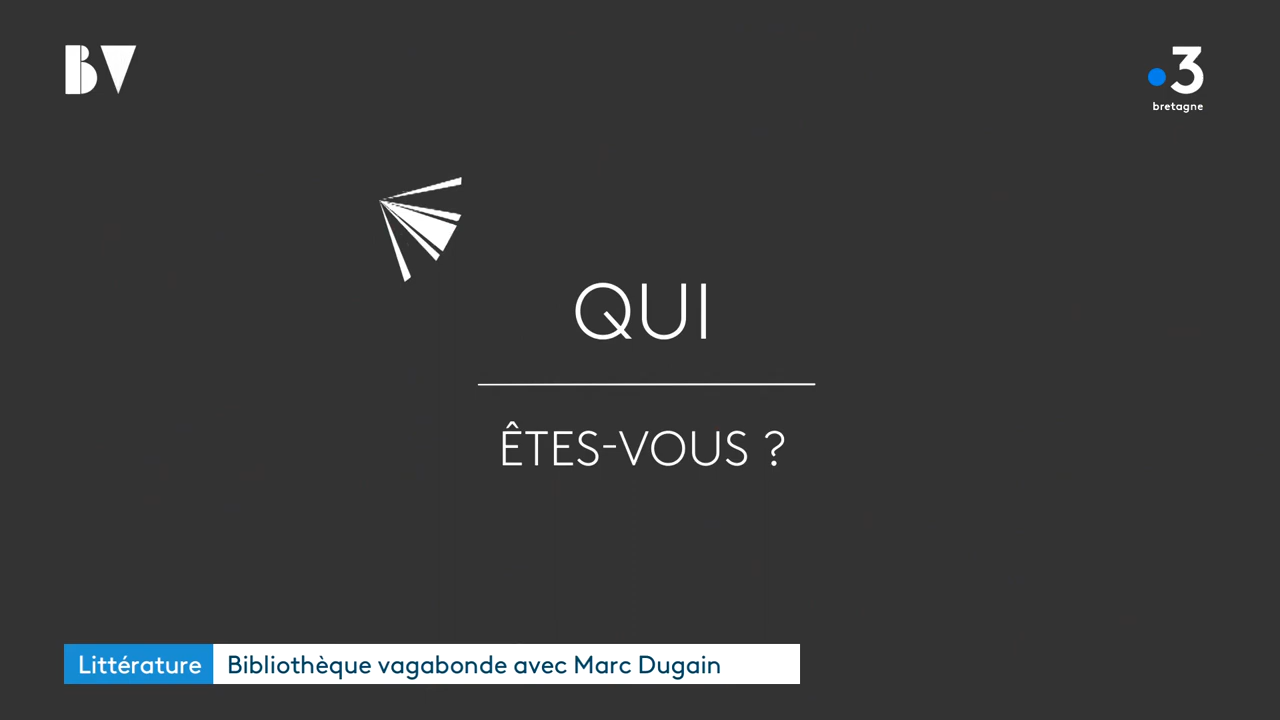 BV
3
bretagne
QUI
ÊTES-VOUS ?
Littérature Bibliothèque vagabonde avec Marc Dugain